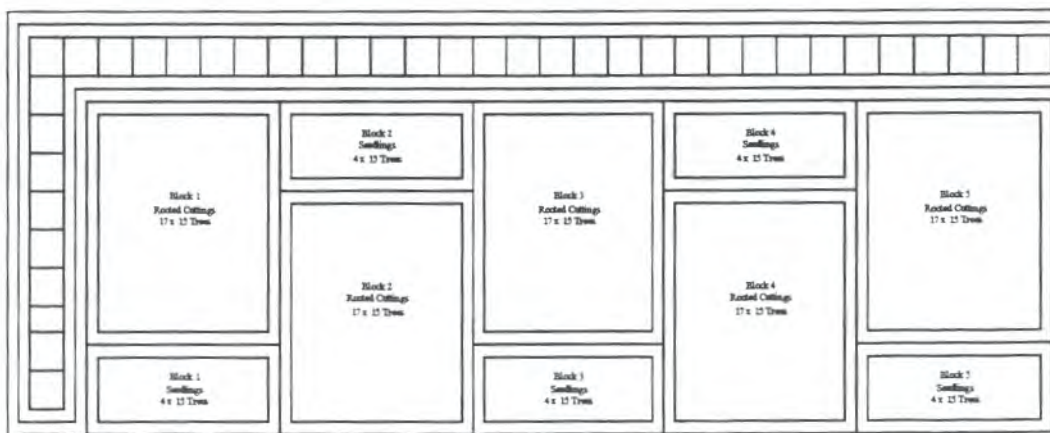 Block 1
Rooted Cuttings
17 x 15 Trees
Block 1
Seedlings
4 x 15 Trees
Block 2
Seedlings
4 x 15 Trees
Block 2
Rooted Cuttings
17 x 15 Trees
Block 3
Rooted Cuttings
17 x 15 Trees
Block 3
Seedlings
4 x 15 Trees
Block 4
Seedlings
4 x 15 Trees
Block 4
Rooted Cuttings
17 x 15 Trees
Block 5
Rooted Cuttings
17 x 15 Trees
Block 5
Seedlings
4 x 15 Trees